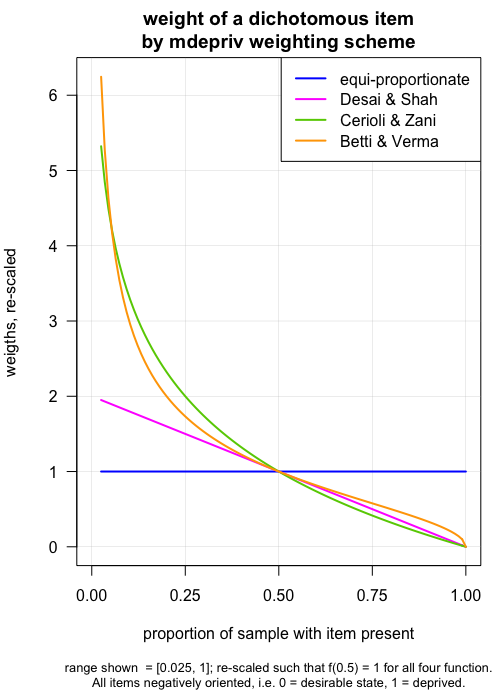 weight of a dichotomous item
by mdepriv weighting scheme
equi-proportionate
Desai & Shah
Cerioli & Zani
Betti & Verma
weigths, re-scaled
6
5
4
3
2
1
0
0.00 0.25 0.50 0.75 1.00
proportion of sample with item present
range shown = [0.025, 1]; re-scaled such that f(0.5) = 1 for all four function.
All items negatively oriented, i.e. 0 = desirable state, 1 = deprived.